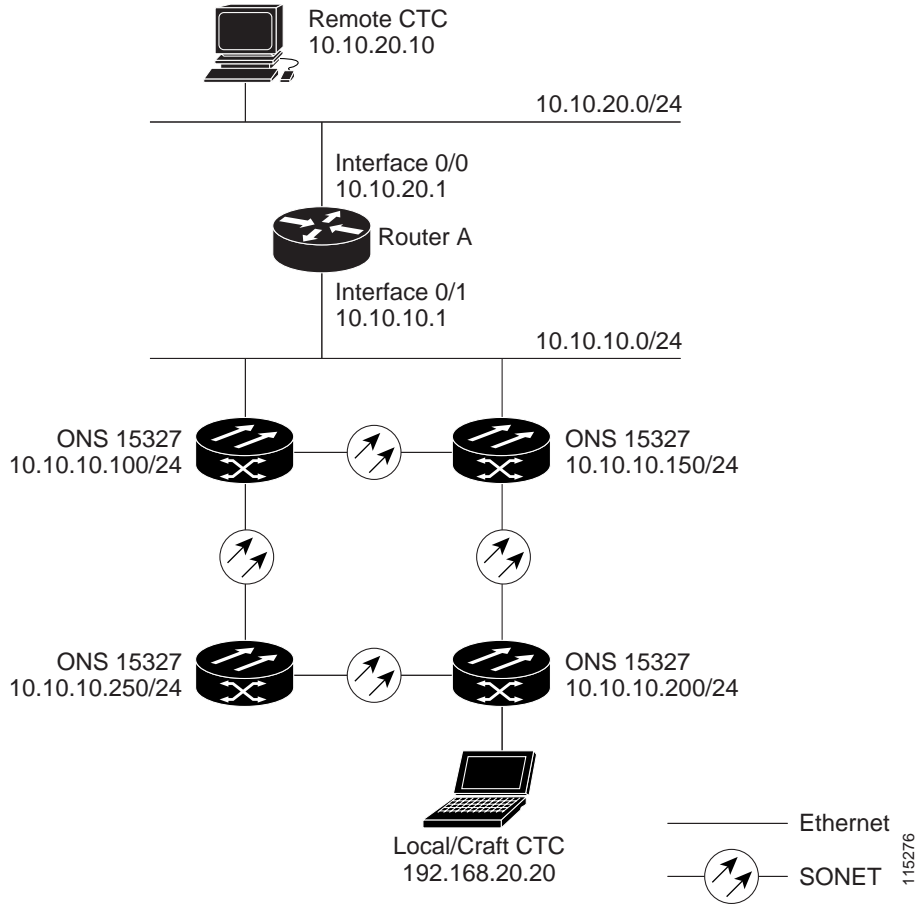 Remote CTC
10.10.20.10
10.10.20.0/24
Interface 0/0
10.10.20.1
Router A
Interface 0/1
10.10.10.1
10.10.10.0/24
ONS 15327
10.10.10.100/24
ONS 15327
10.10.10.150/24
ONS 15327
10.10.10.250/24
ONS 15327
10.10.10.200/24
Local/Craft CTC
192.168.20.20
Ethernet
SONET
115276